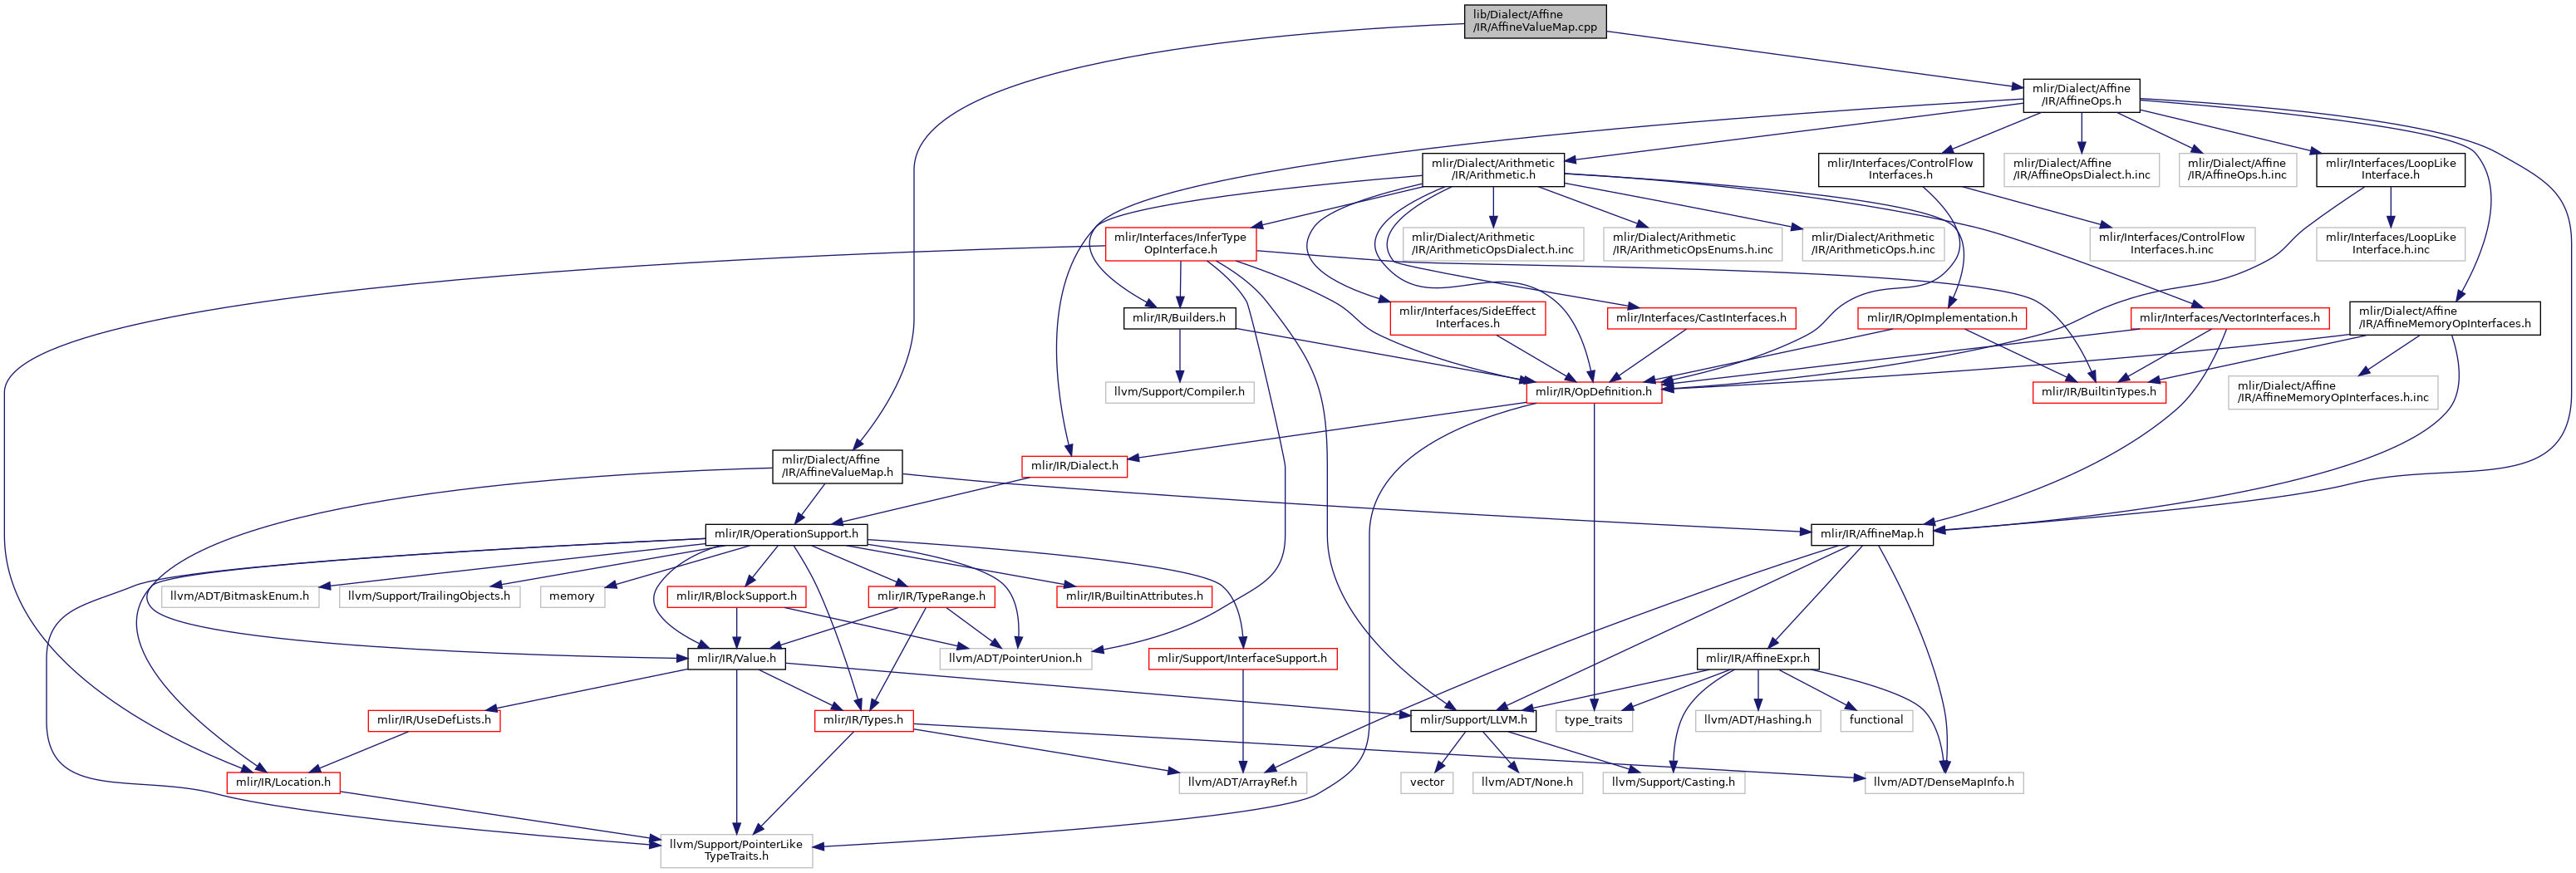 lib/Dialect/Affine
/IR/AffineValueMap.cpp
mlir/Dialect/Affine
/IR/AffineOps.h
mlir/Dialect/Arithmetic
/IR/Arithmetic.h
mlir/Interfaces/ControlFlow
Interfaces.h
mlir/Dialect/Affine
/IR/AffineOpsDialect.h.inc
mlir/Dialect/Affine
/IR/AffineOps.h.inc
mlir/Interfaces/LoopLike
Interface.h
mlir/Interfaces/InferType
OpInterface.h
mlir/Dialect/Arithmetic
/IR/ArithmeticOpsDialect.h.inc
mlir/Dialect/Arithmetic
/IR/ArithmeticOpsEnums.h.inc
mlir/Dialect/Arithmetic
/IR/ArithmeticOps.h.inc
mlir/Interfaces/ControlFlow
Interfaces.h.inc
mlir/Interfaces/LoopLike
Interface.h.inc
mlir/IR/Builders.h
mlir/Interfaces/SideEffect
Interfaces.h
mlir/Interfaces/CastInterfaces.h
mlir/IR/OpImplementation.h
mlir/Interfaces/VectorInterfaces.h
mlir/Dialect/Affine
/IR/AffineMemoryOpInterfaces.h
llvm/Support/Compiler.h
mlir/IR/OpDefinition.h
mlir/IR/BuiltinTypes.h
mlir/Dialect/Affine
/IR/AffineMemoryOpInterfaces.h.inc
mlir/Dialect/Affine
/IR/AffineValueMap.h
mlir/IR/Dialect.h
mlir/IR/OperationSupport.h
mlir/IR/AffineMap.h
llvm/ADT/BitmaskEnum.h
llvm/Support/TrailingObjects.h
memory
mlir/IR/BlockSupport.h
mlir/IR/TypeRange.h
mlir/IR/BuiltinAttributes.h
mlir/IR/Value.h
llvm/ADT/PointerUnion.h
mlir/Support/InterfaceSupport.h
mlir/IR/AffineExpr.h
mlir/IR/UseDefLists.h
mlir/IR/Types.h
mlir/Support/LLVM.h
type_traits
llvm/ADT/Hashing.h
functional
mlir/IR/Location.h
llvm/ADT/ArrayRef.h
vector
llvm/ADT/None.h
llvm/Support/Casting.h
llvm/ADT/DenseMapInfo.h
llvm/Support/PointerLike
TypeTraits.h